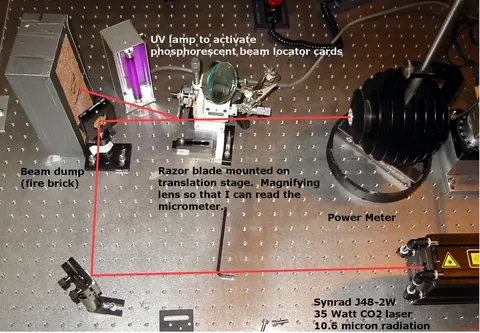 UV lamp to activate
phosphorescent beam locator cards
Beam dump
(fire brick)
Razor blade mounted on
translation stage. Magnifying
lens so that I can read the
micrometer.
Power Meter
Synrad J48-2W
35 Watt CO2 laser
10.6 micron radiation